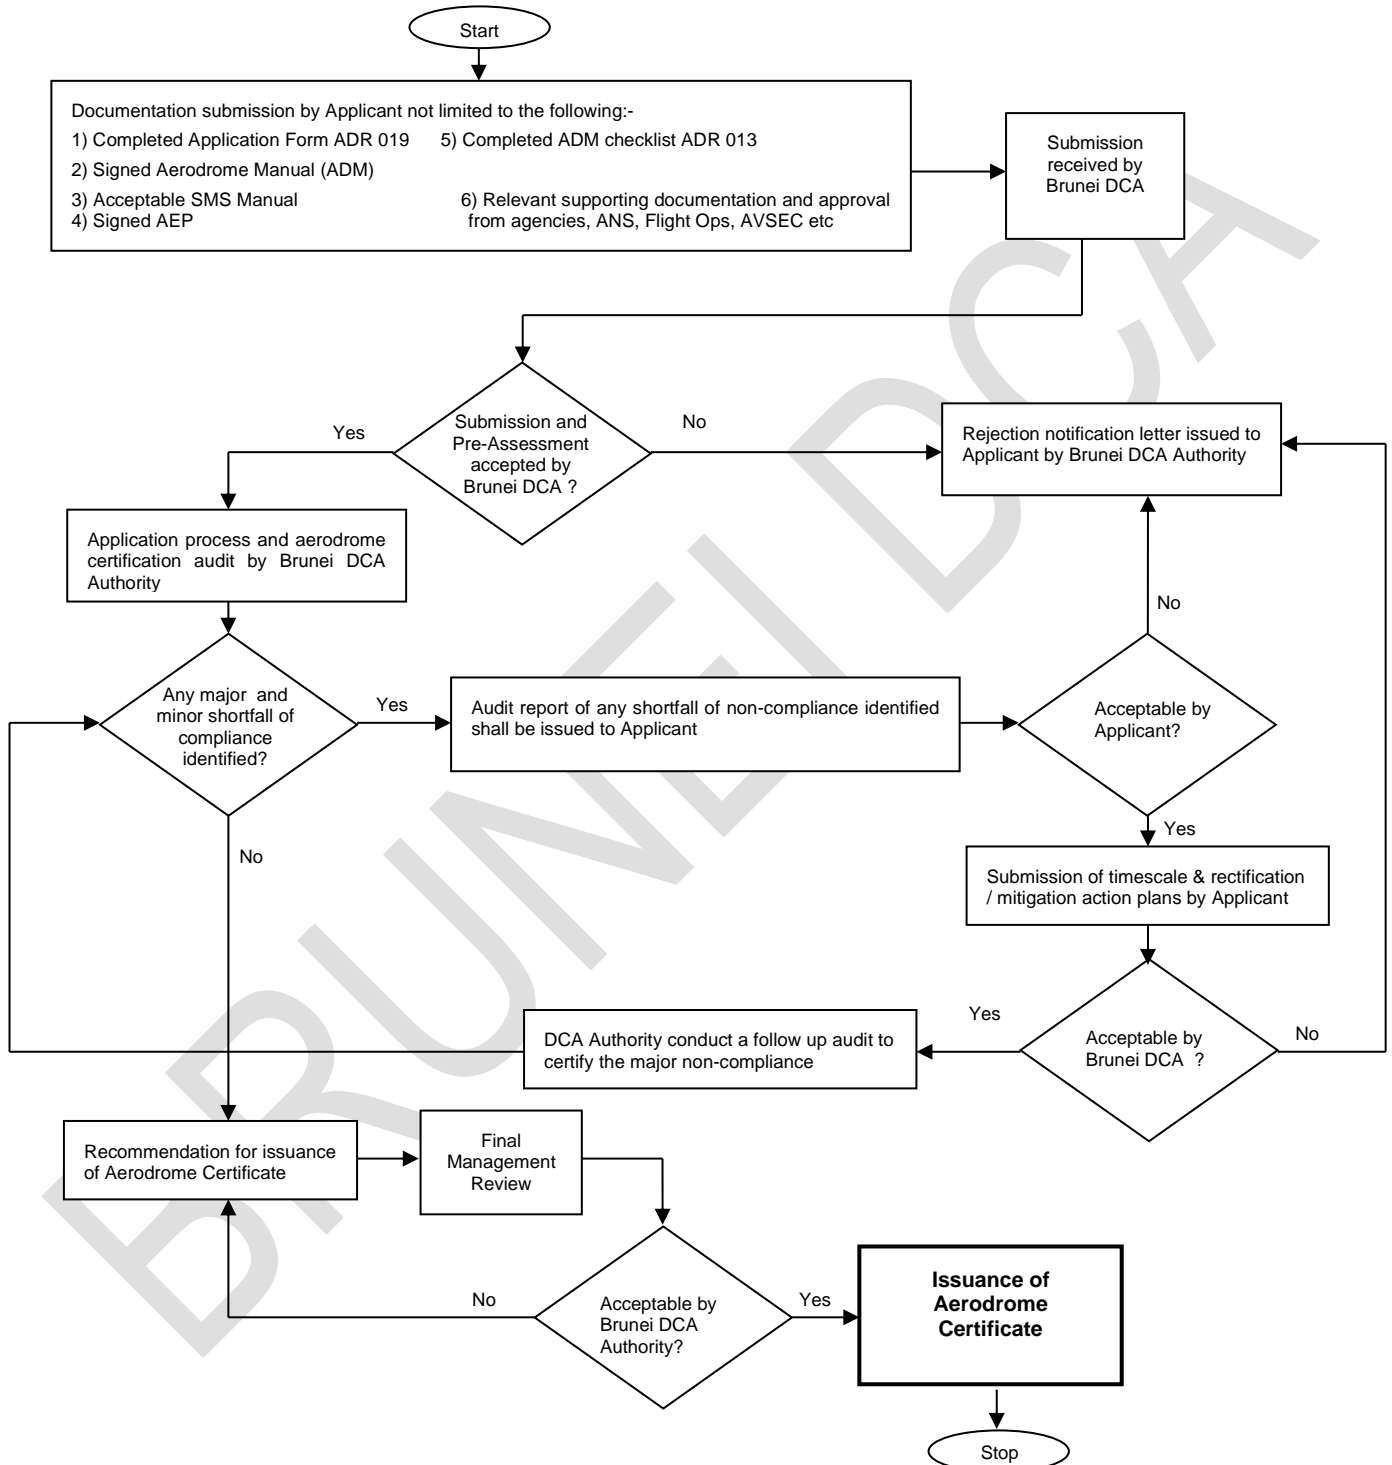 Start
Documentation submission by Applicant not limited to the following:-
1) Completed Application Form ADR 019 5) Completed ADM checklist ADR 013
2) Signed Aerodrome Manual (ADM)
3) Acceptable SMS Manual 6) Relevant supporting documentation and approval
4) Signed AEP from agencies, ANS, Flight Ops, AVSEC etc
Submission
received by
Brunei DCA
Submission and
Pre-Assessment
accepted by
Brunei DCA ?
Yes
No
Rejection notification letter issued to
Applicant by Brunei DCA Authority
Application process and aerodrome
certification audit by Brunei DCA
Authority
No
Any major and
minor shortfall of
compliance
identified?
Yes
Audit report of any shortfall of non-compliance identified
shall be issued to Applicant
Acceptable by
Applicant?
Yes
No
Submission of timescale & rectification
/ mitigation action plans by Applicant
Yes
DCA Authority conduct a follow up audit to
certify the major non-compliance
Acceptable by
Brunei DCA ?
No
Recommendation for issuance
of Aerodrome Certificate
Final
Management
Review
No
Acceptable by
Brunei DCA
Authority?
Yes
Issuance of
Aerodrome
Certificate
Stop
BRUNEI DCA